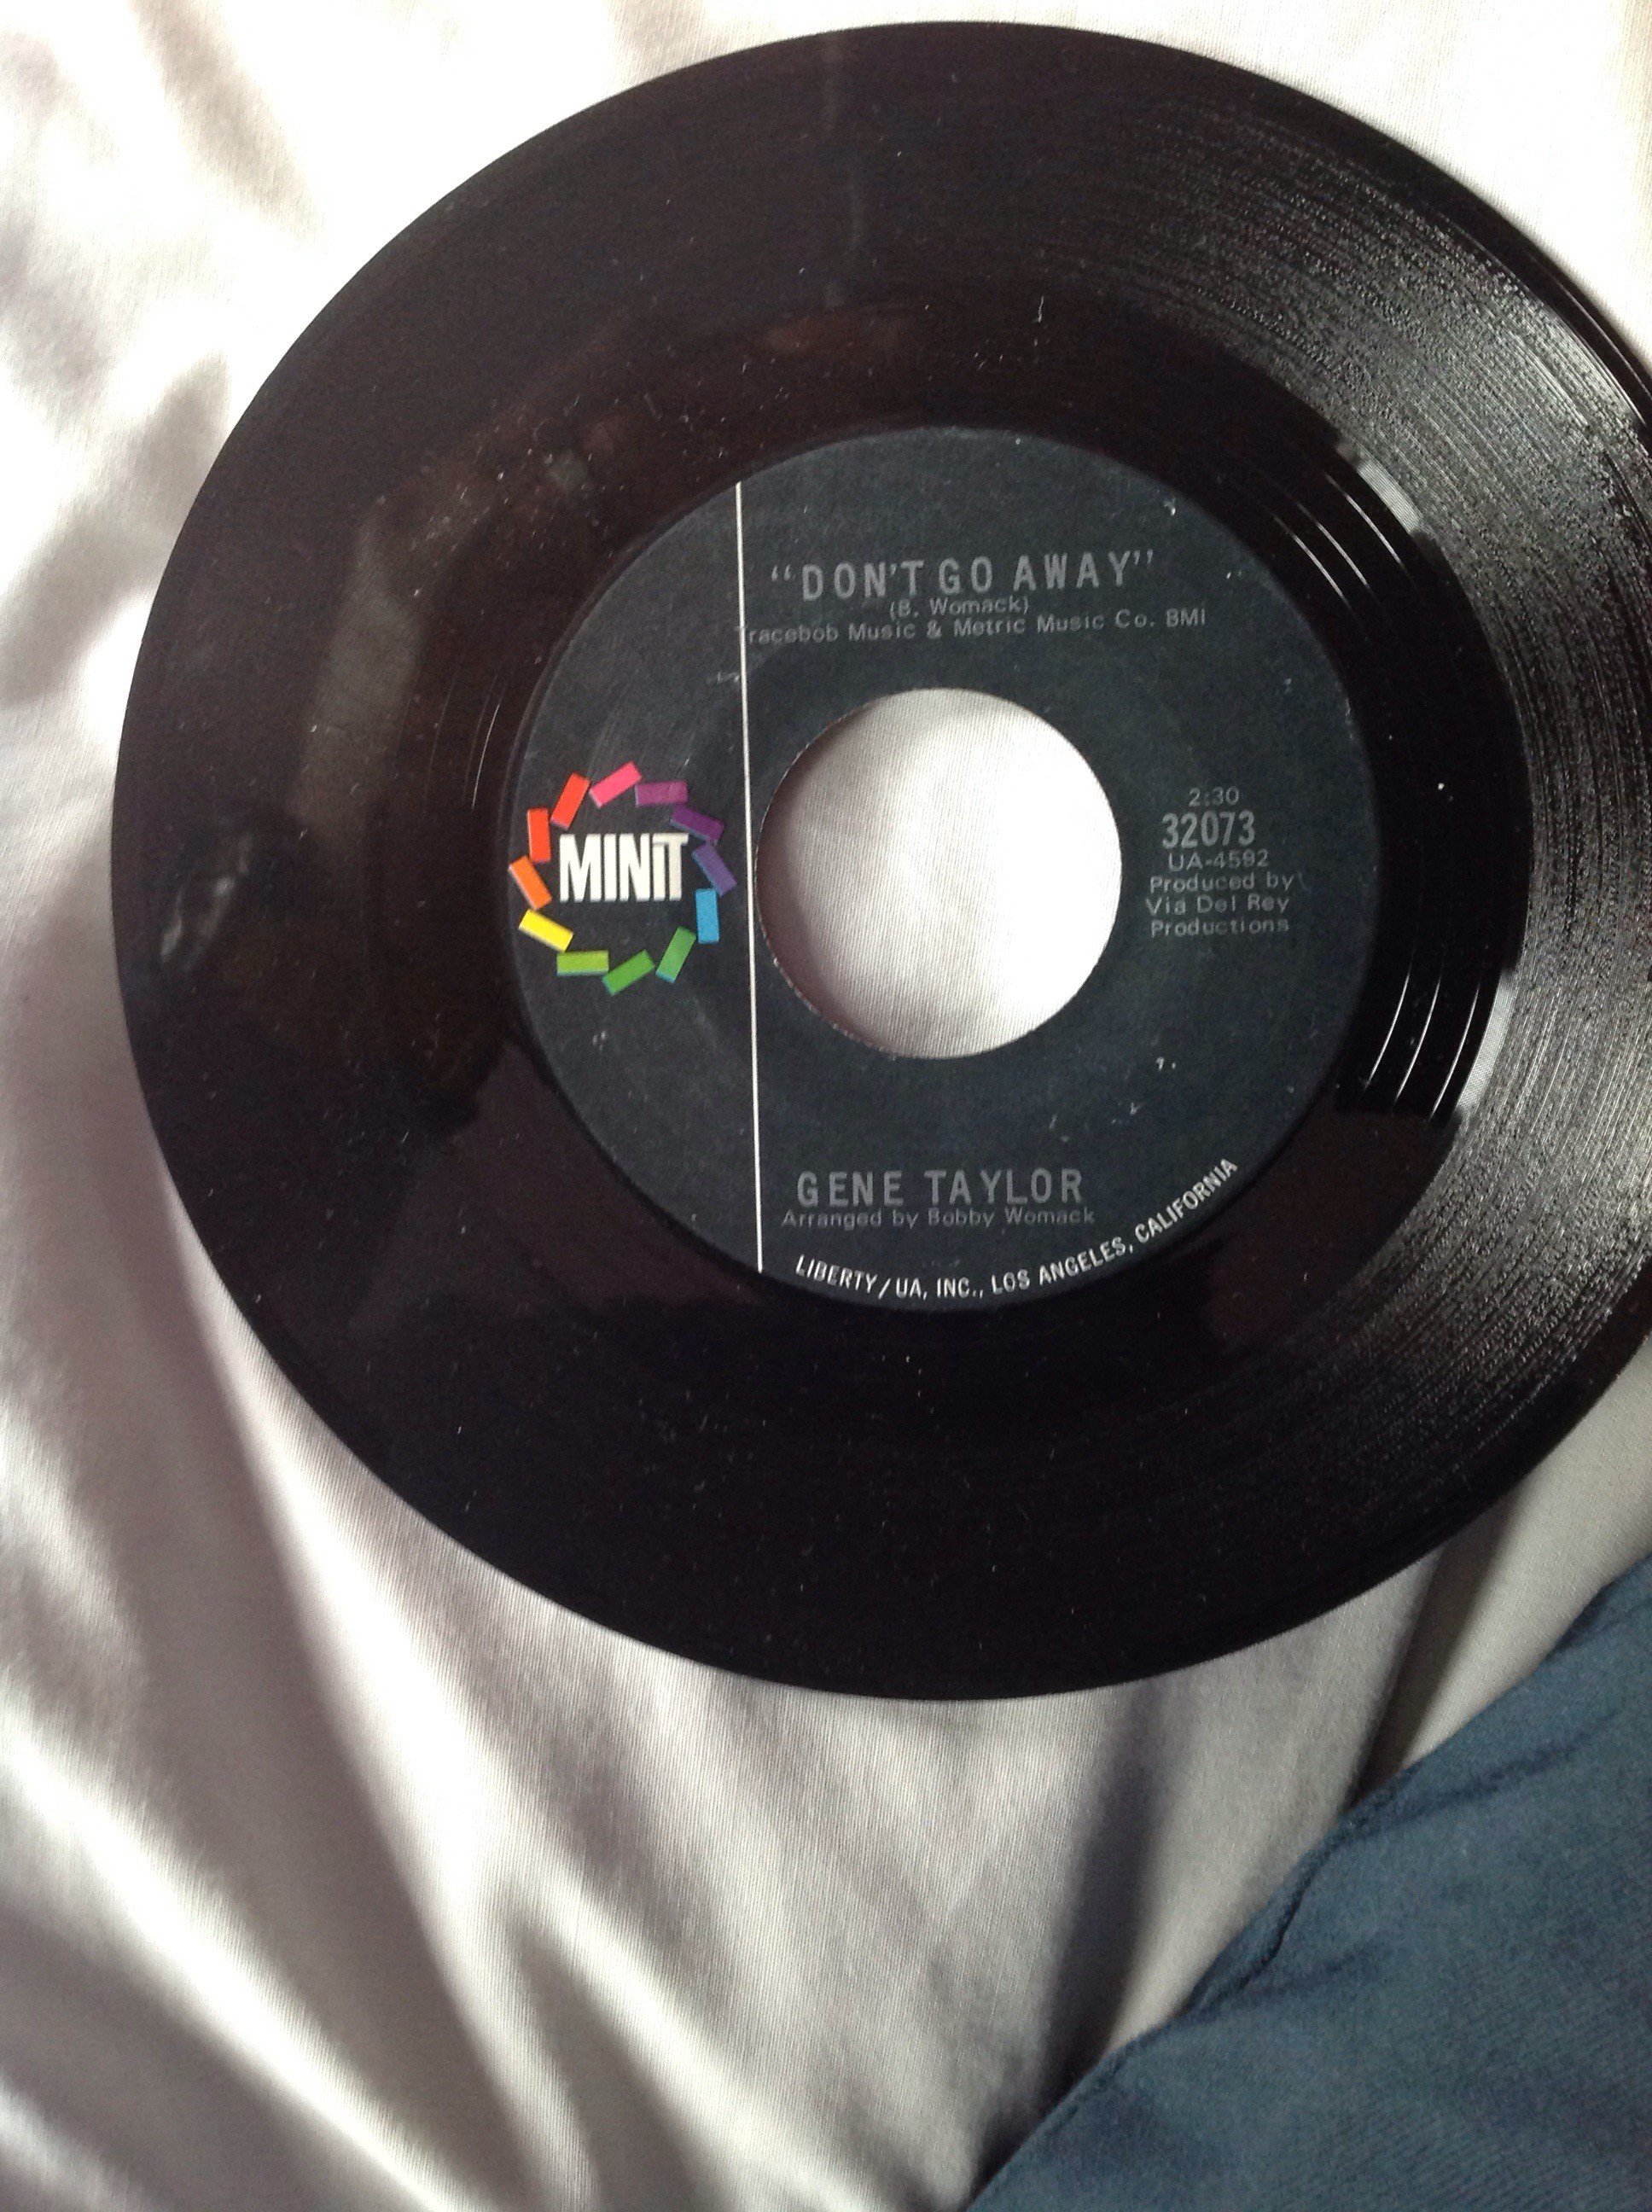 “DON'T GO AWAY”
(B. Womack)
Tracebob Music & Metric Music Co. BMI
MINIT
2:30
32073
UA-4592
Produced by
Via Del Rey
Productions
GENE TAYLOR
Arranged by Bobby Womack
LIBERTY/UA, INC., LOS ANGELES, CALIFORNIA